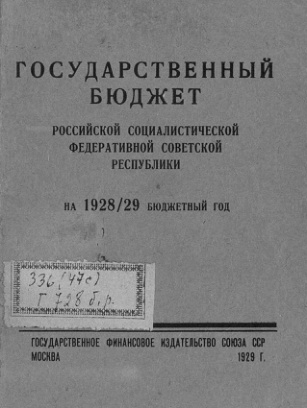 ГОСУДАРСТВЕННЫЙ
БЮДЖЕТ
РОССИЙСКОЙ СОЦИАЛИСТИЧЕСКОЙ
ФЕДЕРАТИВНОЙ СОВЕТСКОЙ
РЕСПУБЛИКИ
НА 1928/29 БЮДЖЕТНЫЙ ГОД
336(47с)
Г 728 б.р.
ГОСУДАРСТВЕННОЕ ФИНАНСОВОЕ ИЗДАТЕЛЬСТВО СОЮЗА ССР
МОСКВА 1929 Г.